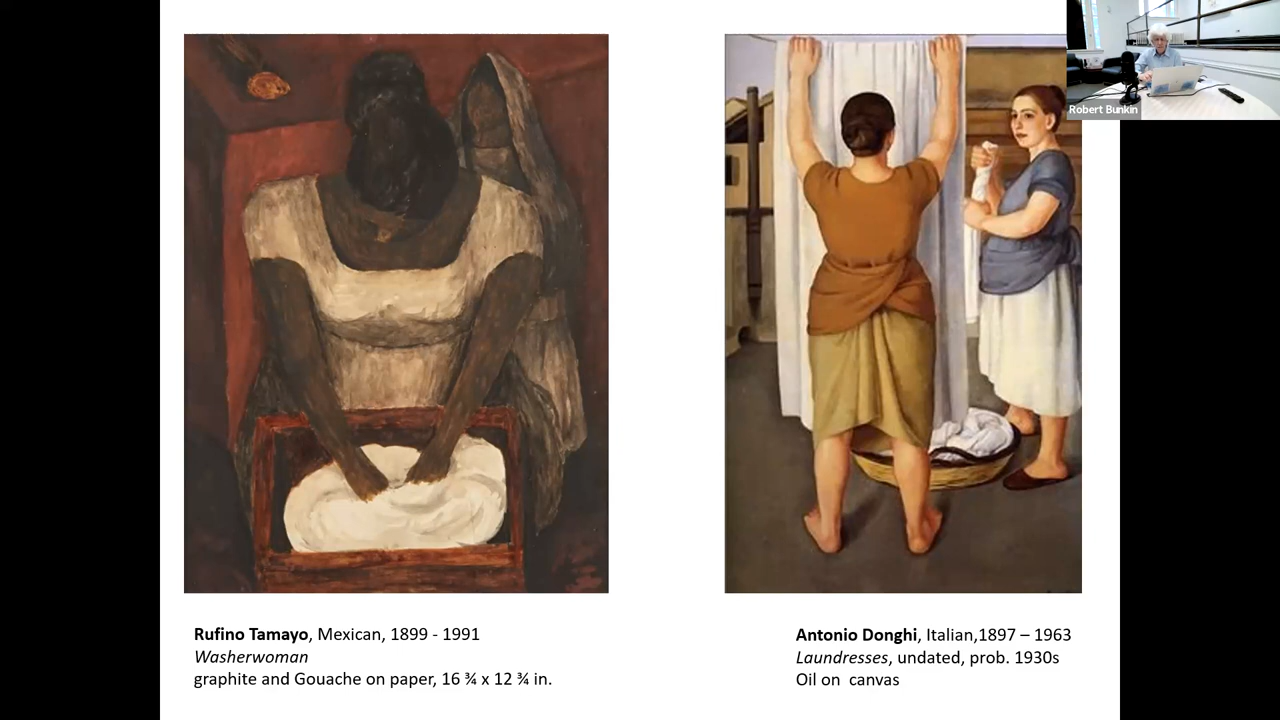 Robert Bunkin
Rufino Tamayo, Mexican, 1899 - 1991
Washerwoman
graphite and Gouache on paper, 16 ¾ x 12 ¾ in.
Antonio Donghi, Italian,1897 – 1963
Laundresses, undated, prob. 1930s
Oil on  canvas